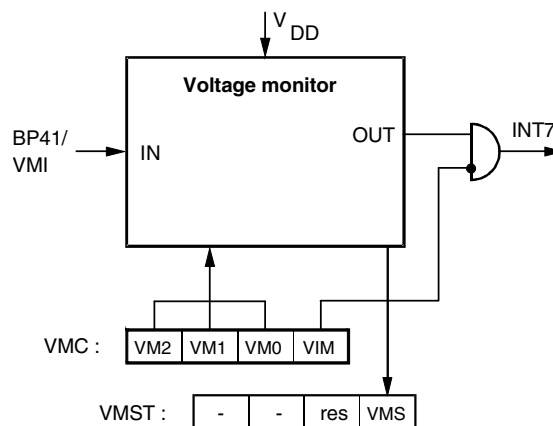 V DD
Voltage monitor
BP41/
VMI
IN
OUT
INT7
VMC : VM2 VM1 VM0 VIM
VMST : - - res VMS